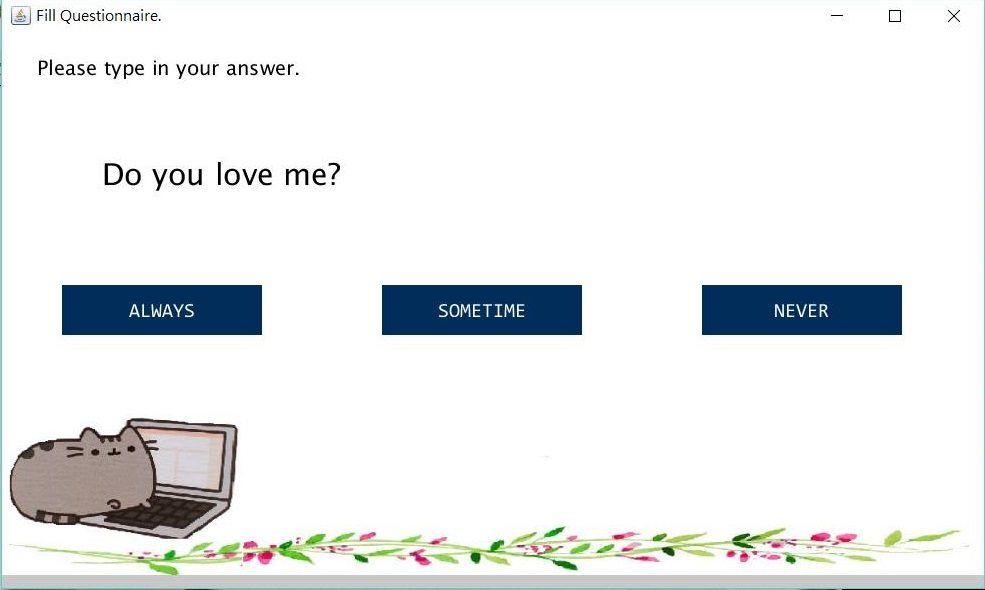 Fill Questionnaire.
Please type in your answer.
Do you love me?
ALWAYS
SOMETIME
NEVER